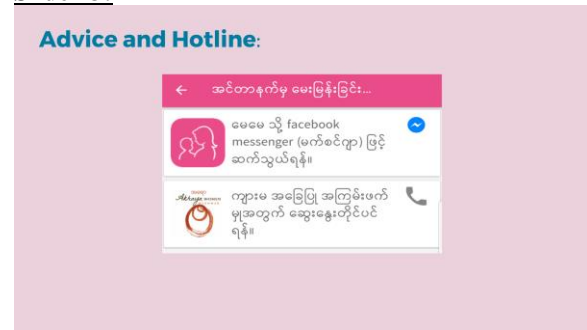 Advice and Hotline:
← အင်တာနက်မှ မေးမြန်းခြင်း...
မေမေ သို့ facebook
messenger (မက်စင်ဂျာ) ဖြင့်
ဆက်သွယ်ရန်။
Akhaya WOMEN
ကျားမ အခြေပြု အကြမ်းဖက်
မှုအတွက် ဆွေးနွေးတိုင်ပင်
ရန်။